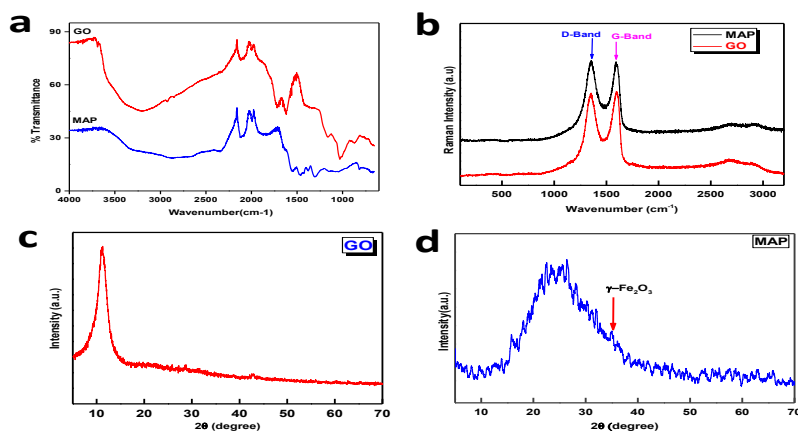 a
90
60
30
0
% Transmittance
GO
MAP
4000 3500 3000 2500 2000 1500 1000
Wavenumber(cm-1)
b
D-Band G-Band
MAP
GO
Raman Intensity (a.u)
500 1000 1500 2000 2500 3000
Wavenumber (cm⁻¹)
c
GO
Intensity (a.u.)
10 20 30 40 50 60 70
2θ (degree)
d
MAP
γ–Fe₂O₃
Intensity(a.u.)
10 20 30 40 50 60 70
2θ (degree)